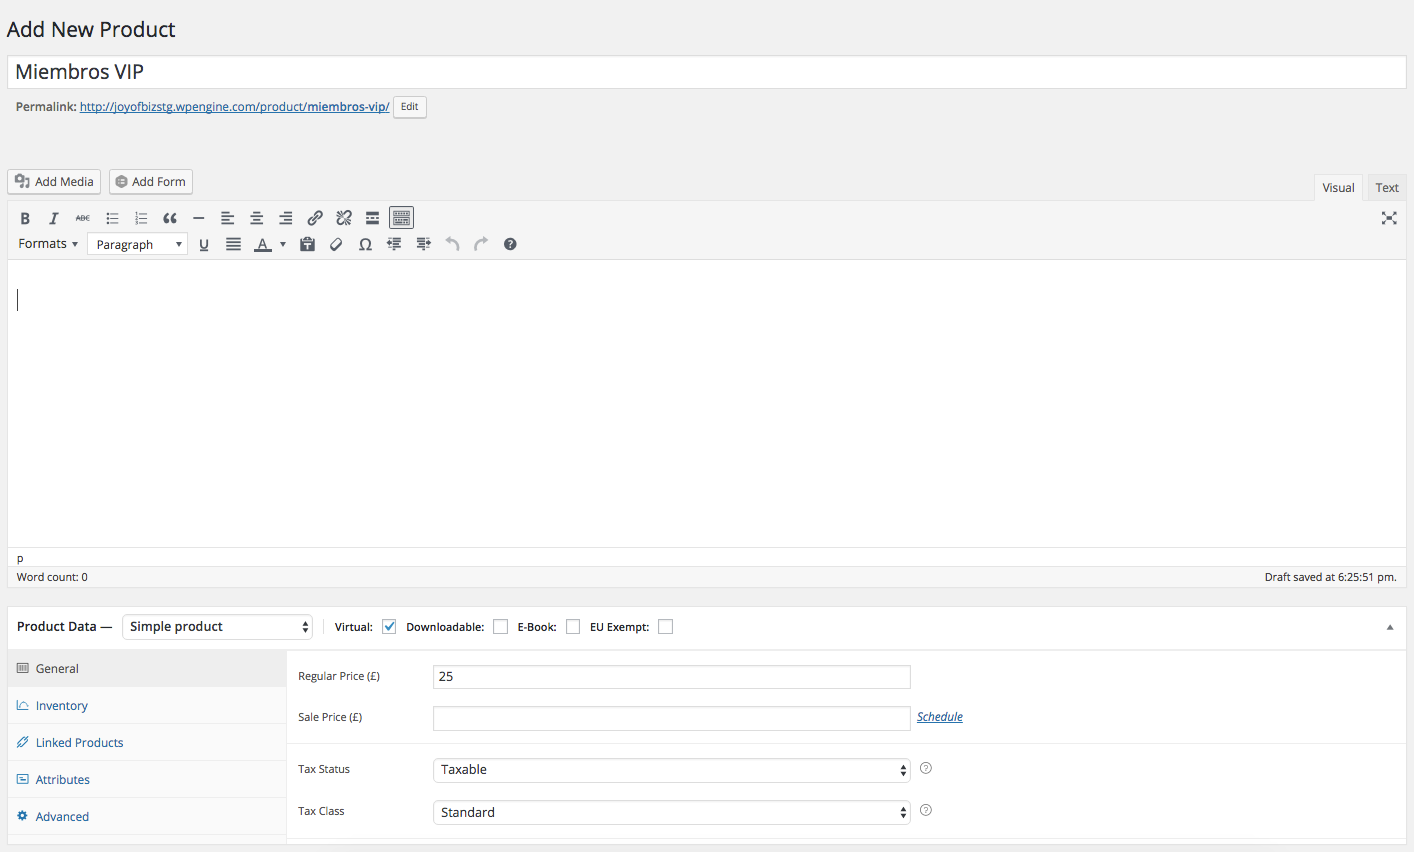 Add New Product
Miembros VIP
Permalink: http://joyofbizstg.wpengine.com/product/miembros-vip/ Edit
Add Media Add Form Visual Text
B I ABC
Formats Paragraph U A T Ω ?
p
Word count: 0 Draft saved at 6:25:51 pm.
Product Data — Simple product Virtual: Downloadable: E-Book: EU Exempt:
General
Inventory
Linked Products
Attributes
Advanced
Regular Price (£) 25
Sale Price (£) Schedule
Tax Status Taxable ?
Tax Class Standard ?